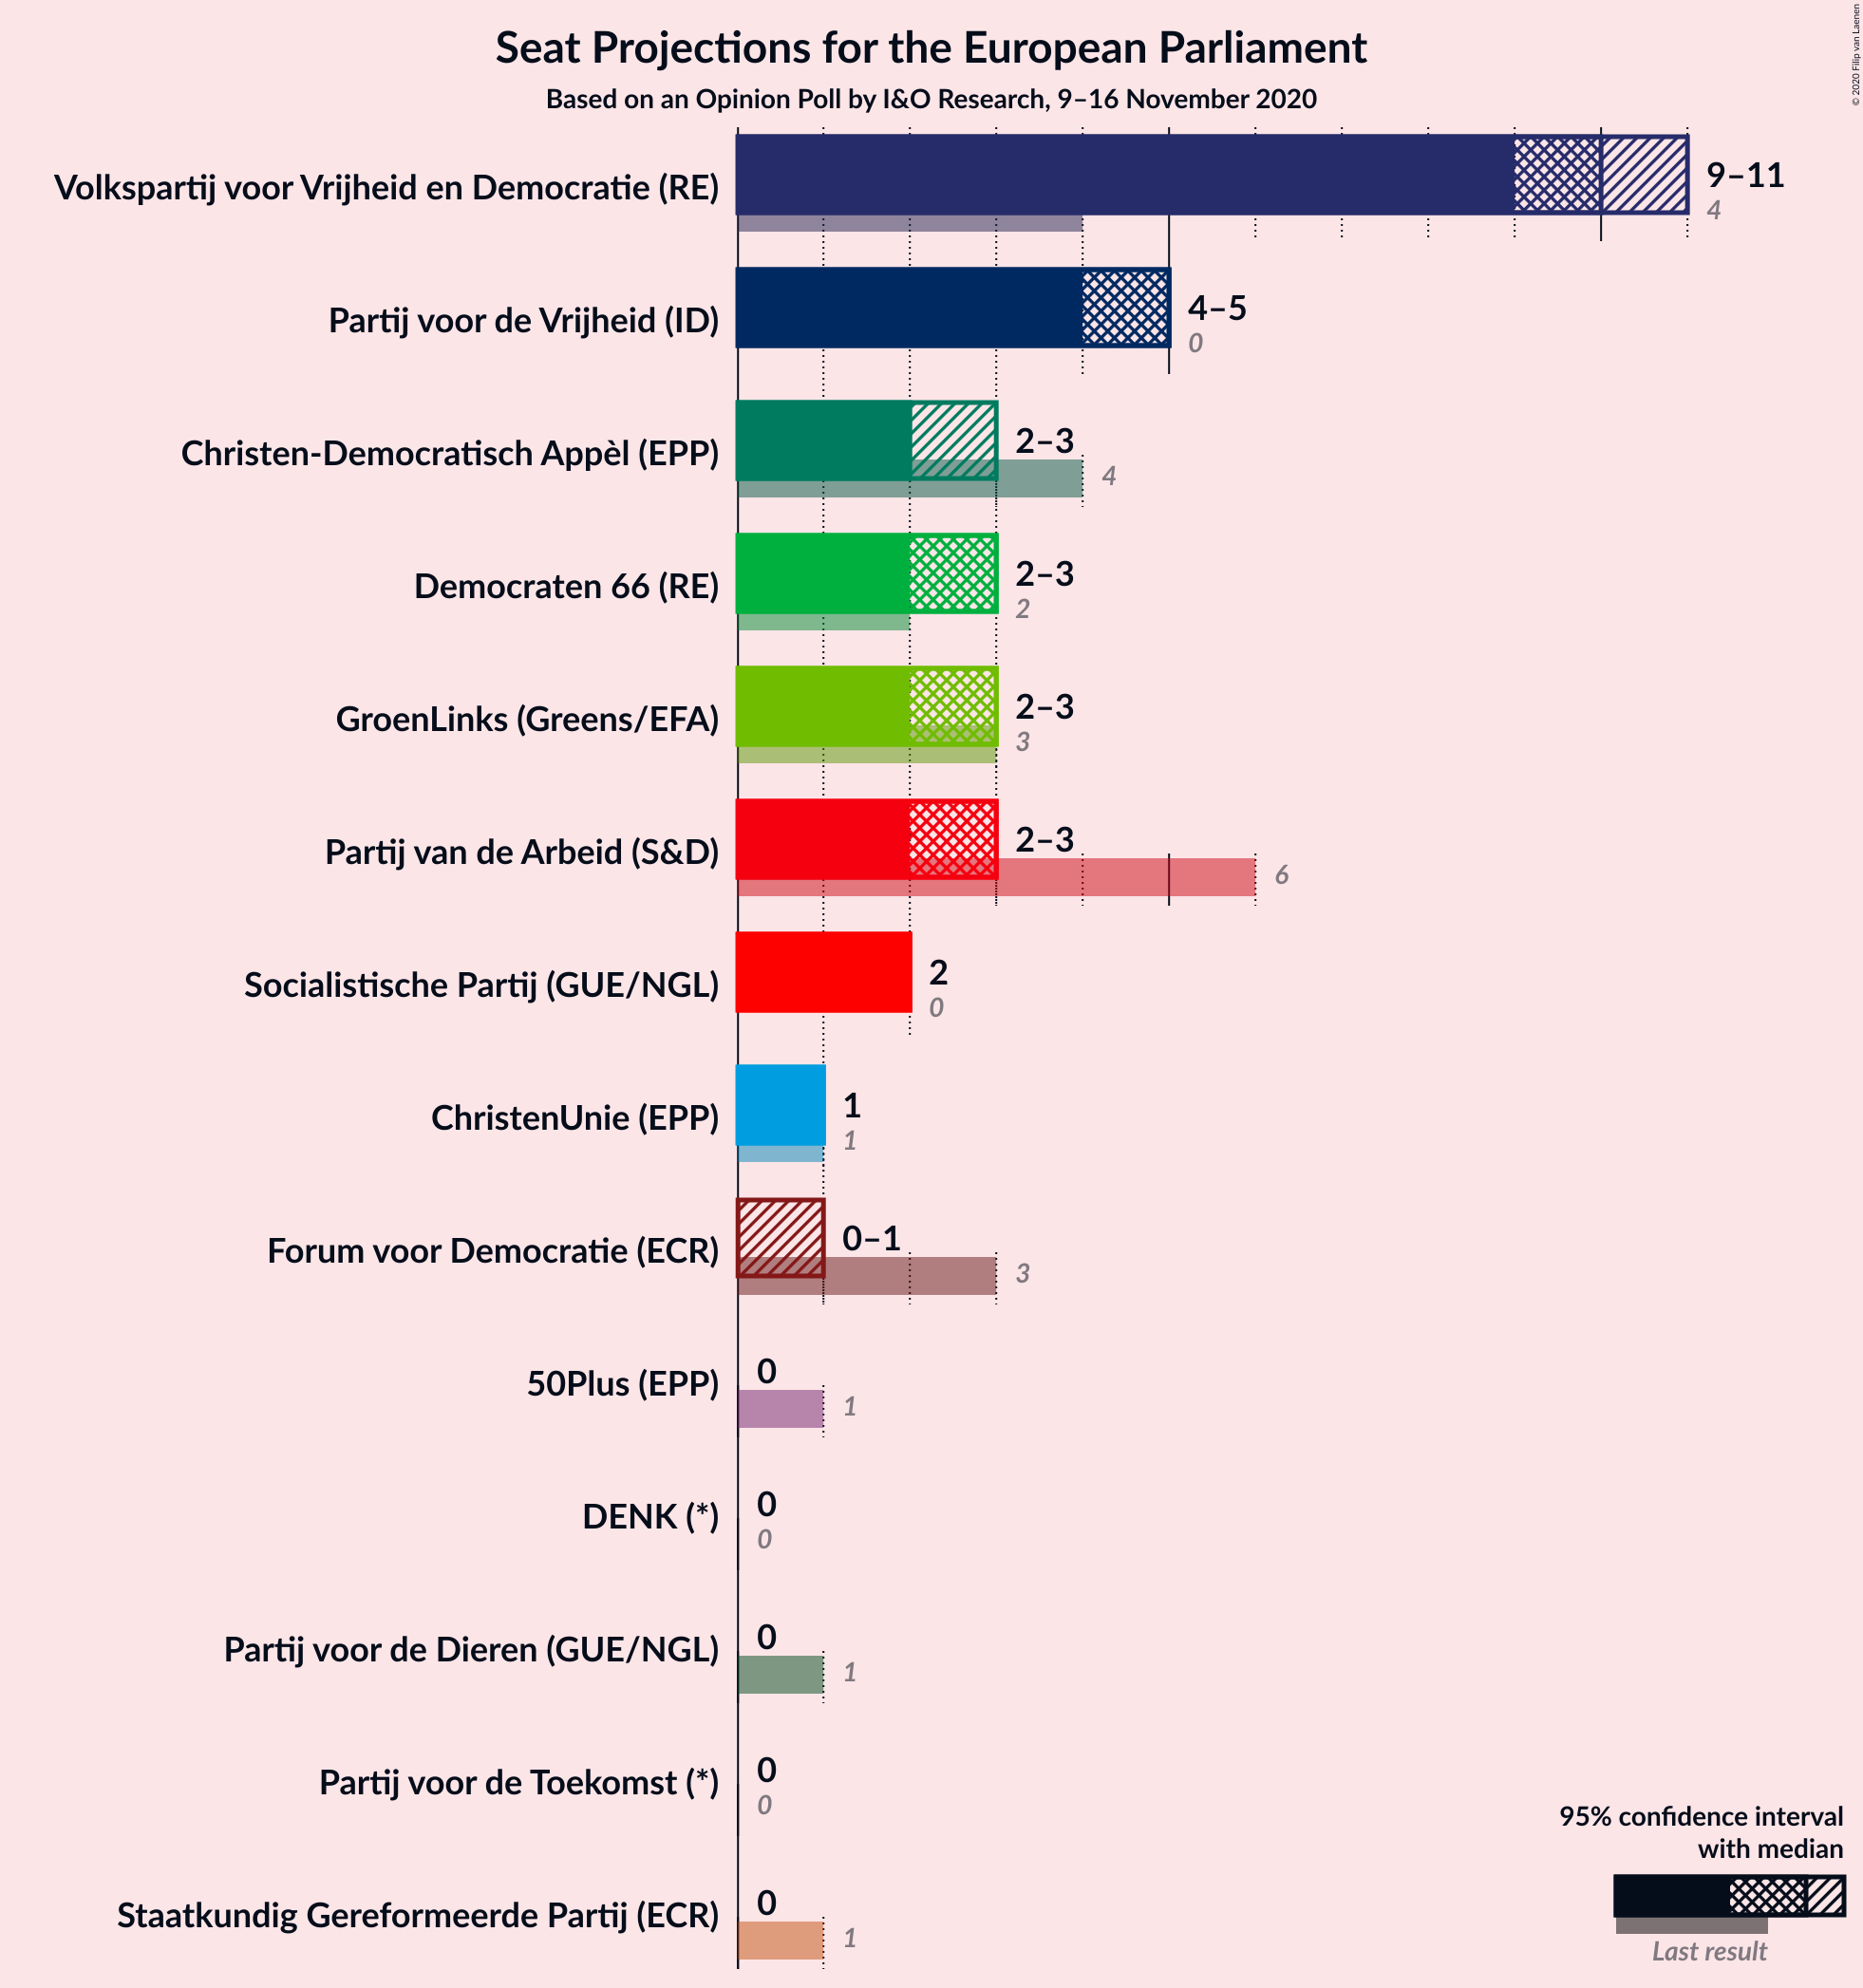 Seat Projections for the European Parliament
Based on an Opinion Poll by I&O Research, 9–16 November 2020
© 2020 Filip van Laenen
Volkspartij voor Vrijheid en Democratie (RE)
9–11
4
Partij voor de Vrijheid (ID)
4–5
0
Christen-Democratisch Appèl (EPP)
2–3
4
Democraten 66 (RE)
2–3
2
GroenLinks (Greens/EFA)
2–3
3
Partij van de Arbeid (S&D)
2–3
6
Socialistische Partij (GUE/NGL)
2
0
ChristenUnie (EPP)
1
1
Forum voor Democratie (ECR)
0–1
3
50Plus (EPP)
0
1
DENK (*)
0
0
Partij voor de Dieren (GUE/NGL)
0
1
Partij voor de Toekomst (*)
0
0
Staatkundig Gereformeerde Partij (ECR)
0
1
95% confidence interval
with median
Last result